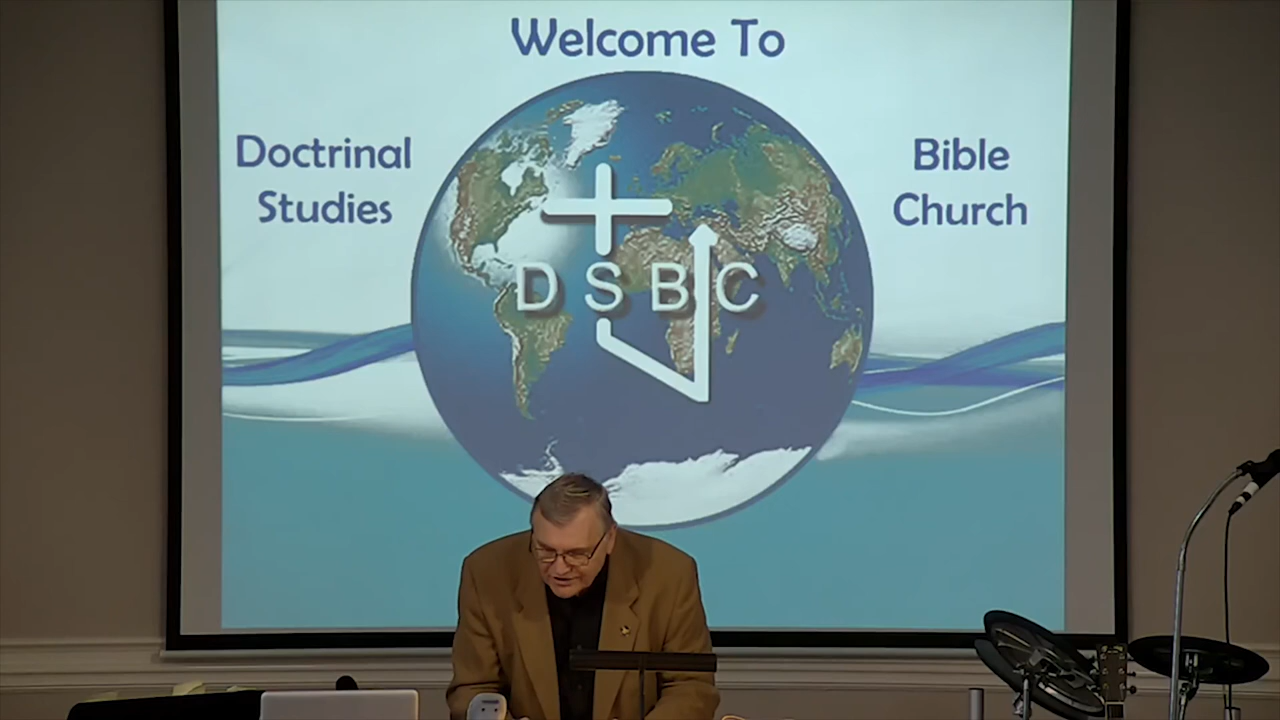 Welcome To
Doctrinal
Studies
Bible
Church
DSBC